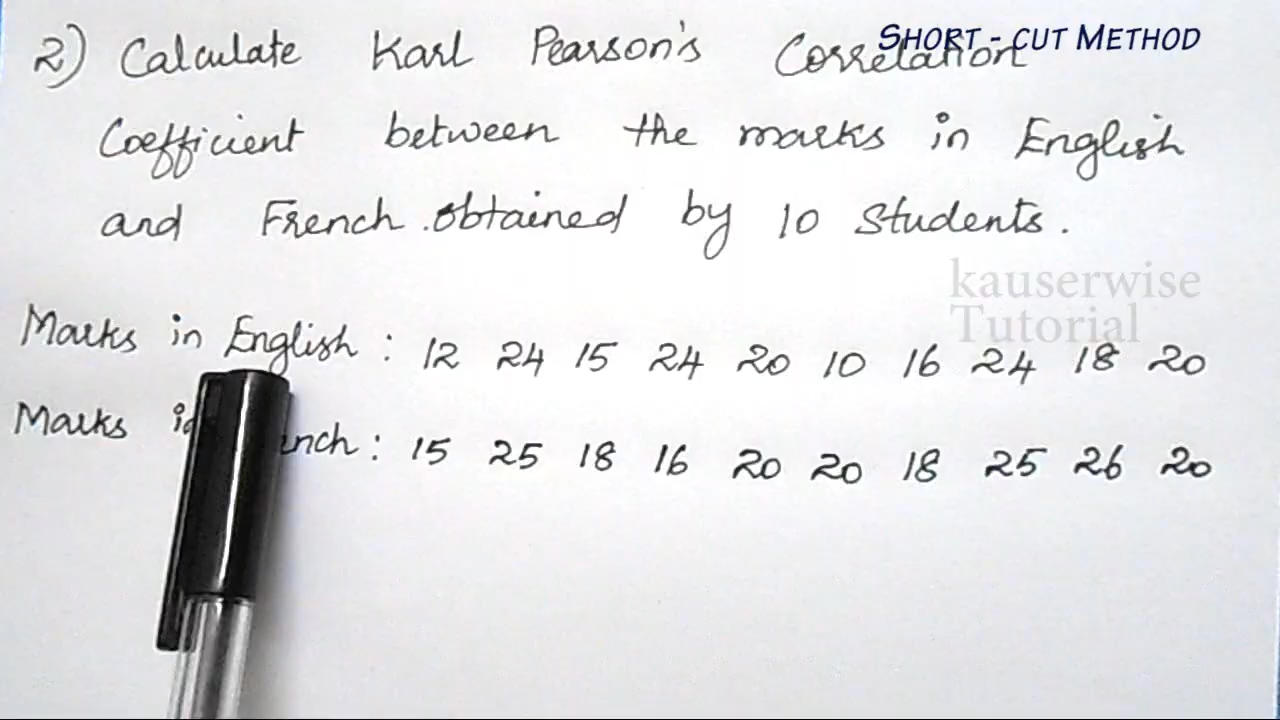 SHORT - CUT METHOD
2) Calculate Karl Pearson's Correlation
Coefficient between the marks in English
and French obtained by 10 Students.
kauserwise
Tutorial
Marks in English : 12 24 15 24 20 10 16 24 18 20
Marks : 15 25 18 16 20 20 18 25 26 20